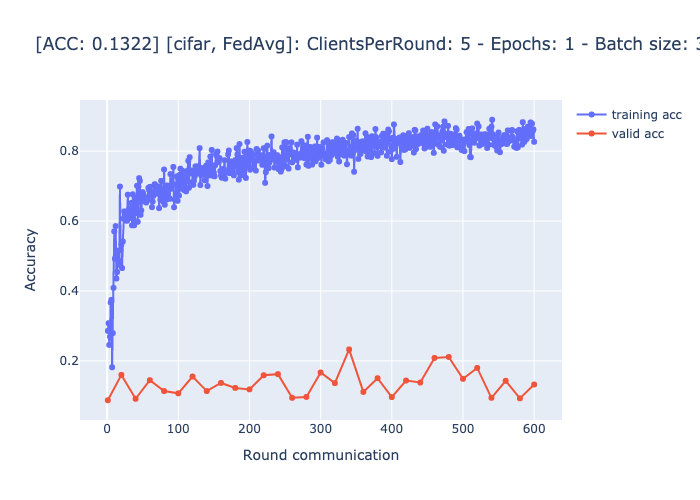 [ACC: 0.1322] [cifar, FedAvg]: ClientsPerRound: 5 - Epochs: 1 - Batch size:
training acc
valid acc
0.8
0.6
0.4
0.2
Accuracy
0 100 200 300 400 500 600
Round communication